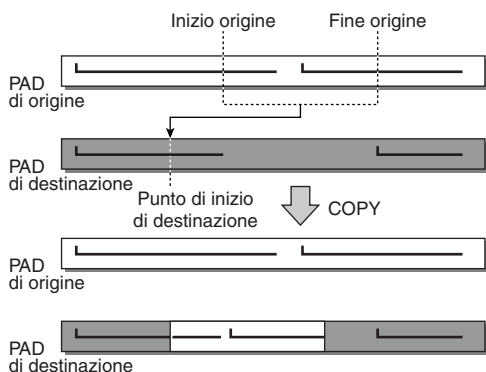 Inizio origine
Fine origine
PAD
di origine
PAD
di destinazione
Punto di inizio
di destinazione
COPY
PAD
di origine
PAD
di destinazione